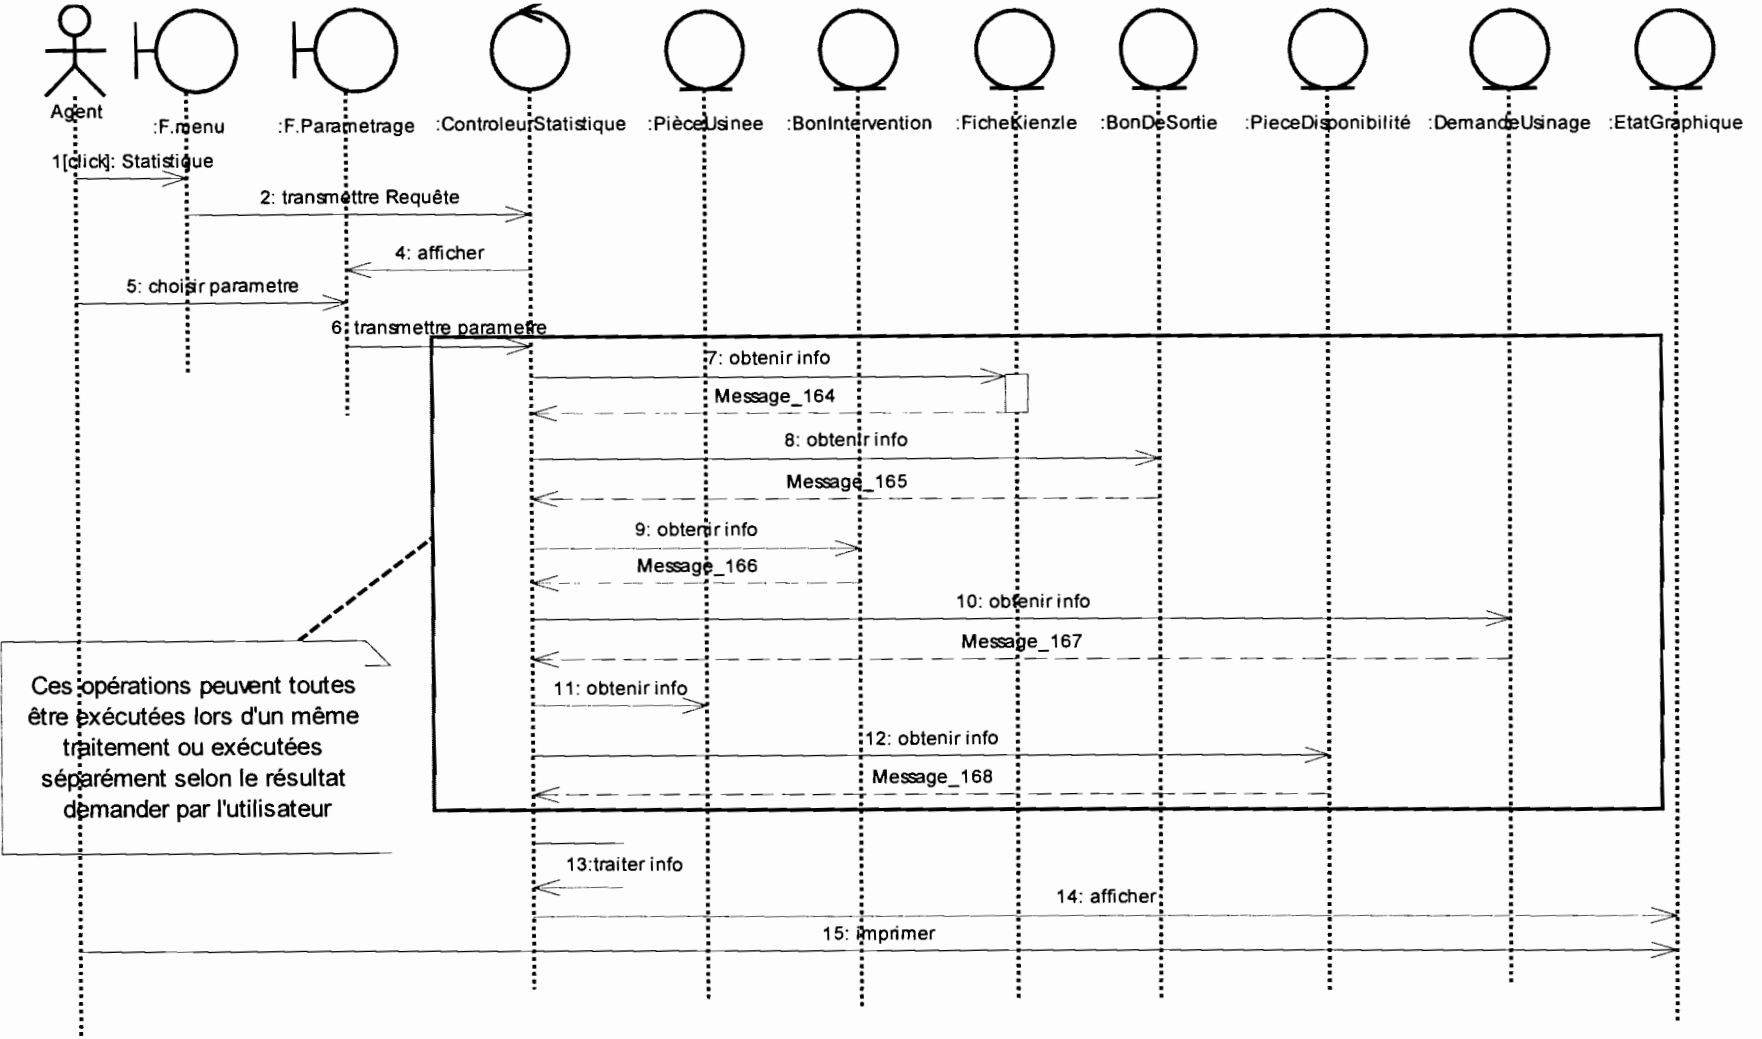 Agent
:F.menu
:F.Parametrage
:ControleurStatistique
:PièceUsinee
:BonIntervention
:FicheKienzle
:BonDeSortie
:PieceDisponibilité
:DemandeUsinage
:EtatGraphique
1[click]: Statistique
2: transmettre Requête
4: afficher
5: choisir parametre
6: transmettre parametre
7: obtenir info
Message_164
8: obtenir info
Message_165
9: obtenir info
Message_166
10: obtenir info
Message_167
11: obtenir info
12: obtenir info
Message_168
Ces opérations peuvent toutes
être exécutées lors d'un même
traitement ou exécutées
séparément selon le résultat
demander par l'utilisateur
13:traiter info
14: afficher
15: imprimer